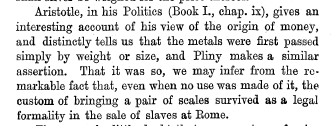 Aristotle, in his Politics (Book I., chap. ix), gives an
interesting account of his view of the origin of money,
and distinctly tells us that the metals were first passed
simply by weight or size, and Pliny makes a similar
assertion. That it was so, we may infer from the re-
markable fact that, even when no use was made of it, the
custom of bringing a pair of scales survived as a legal
formality in the sale of slaves at Rome.